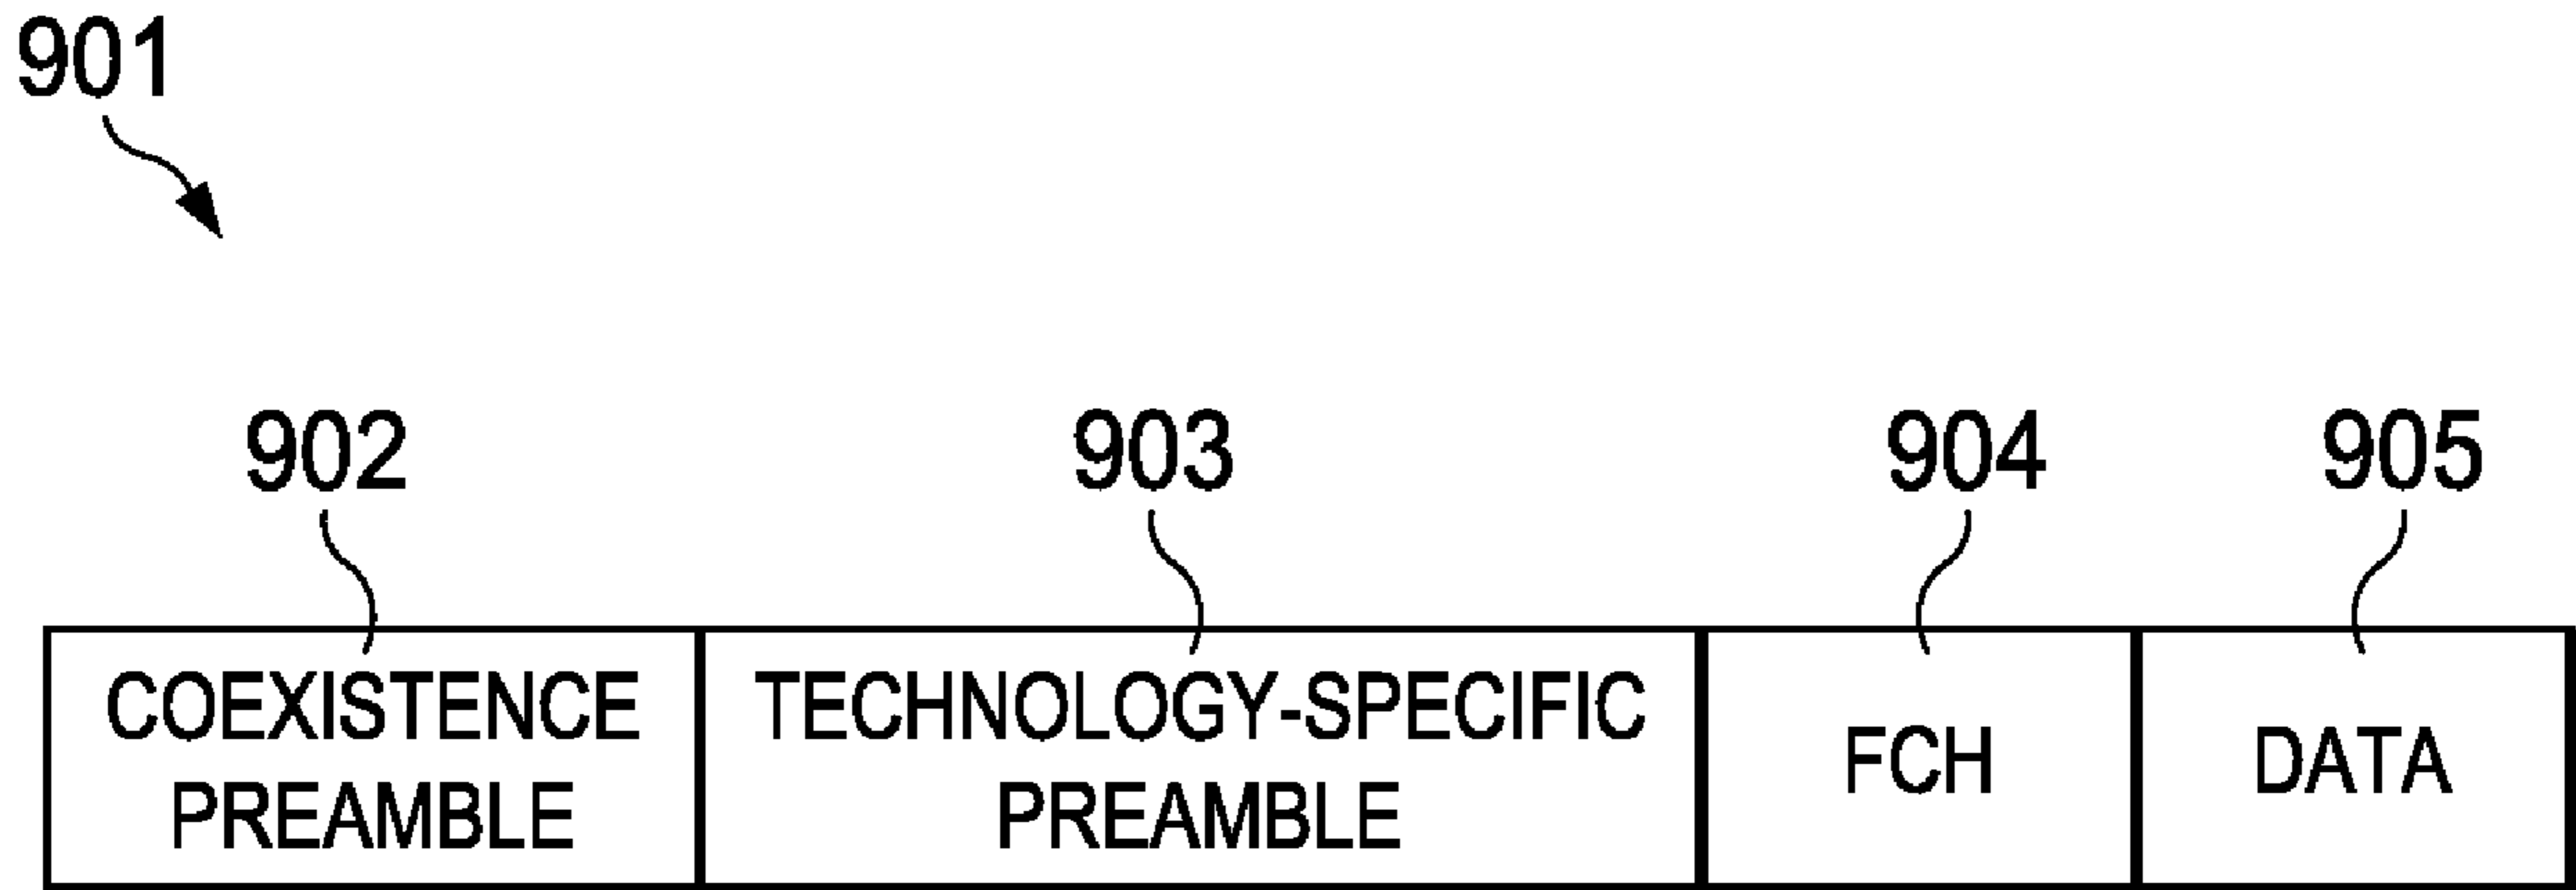 901
902 903 904 905
COEXISTENCE PREAMBLE
TECHNOLOGY-SPECIFIC PREAMBLE
FCH
DATA